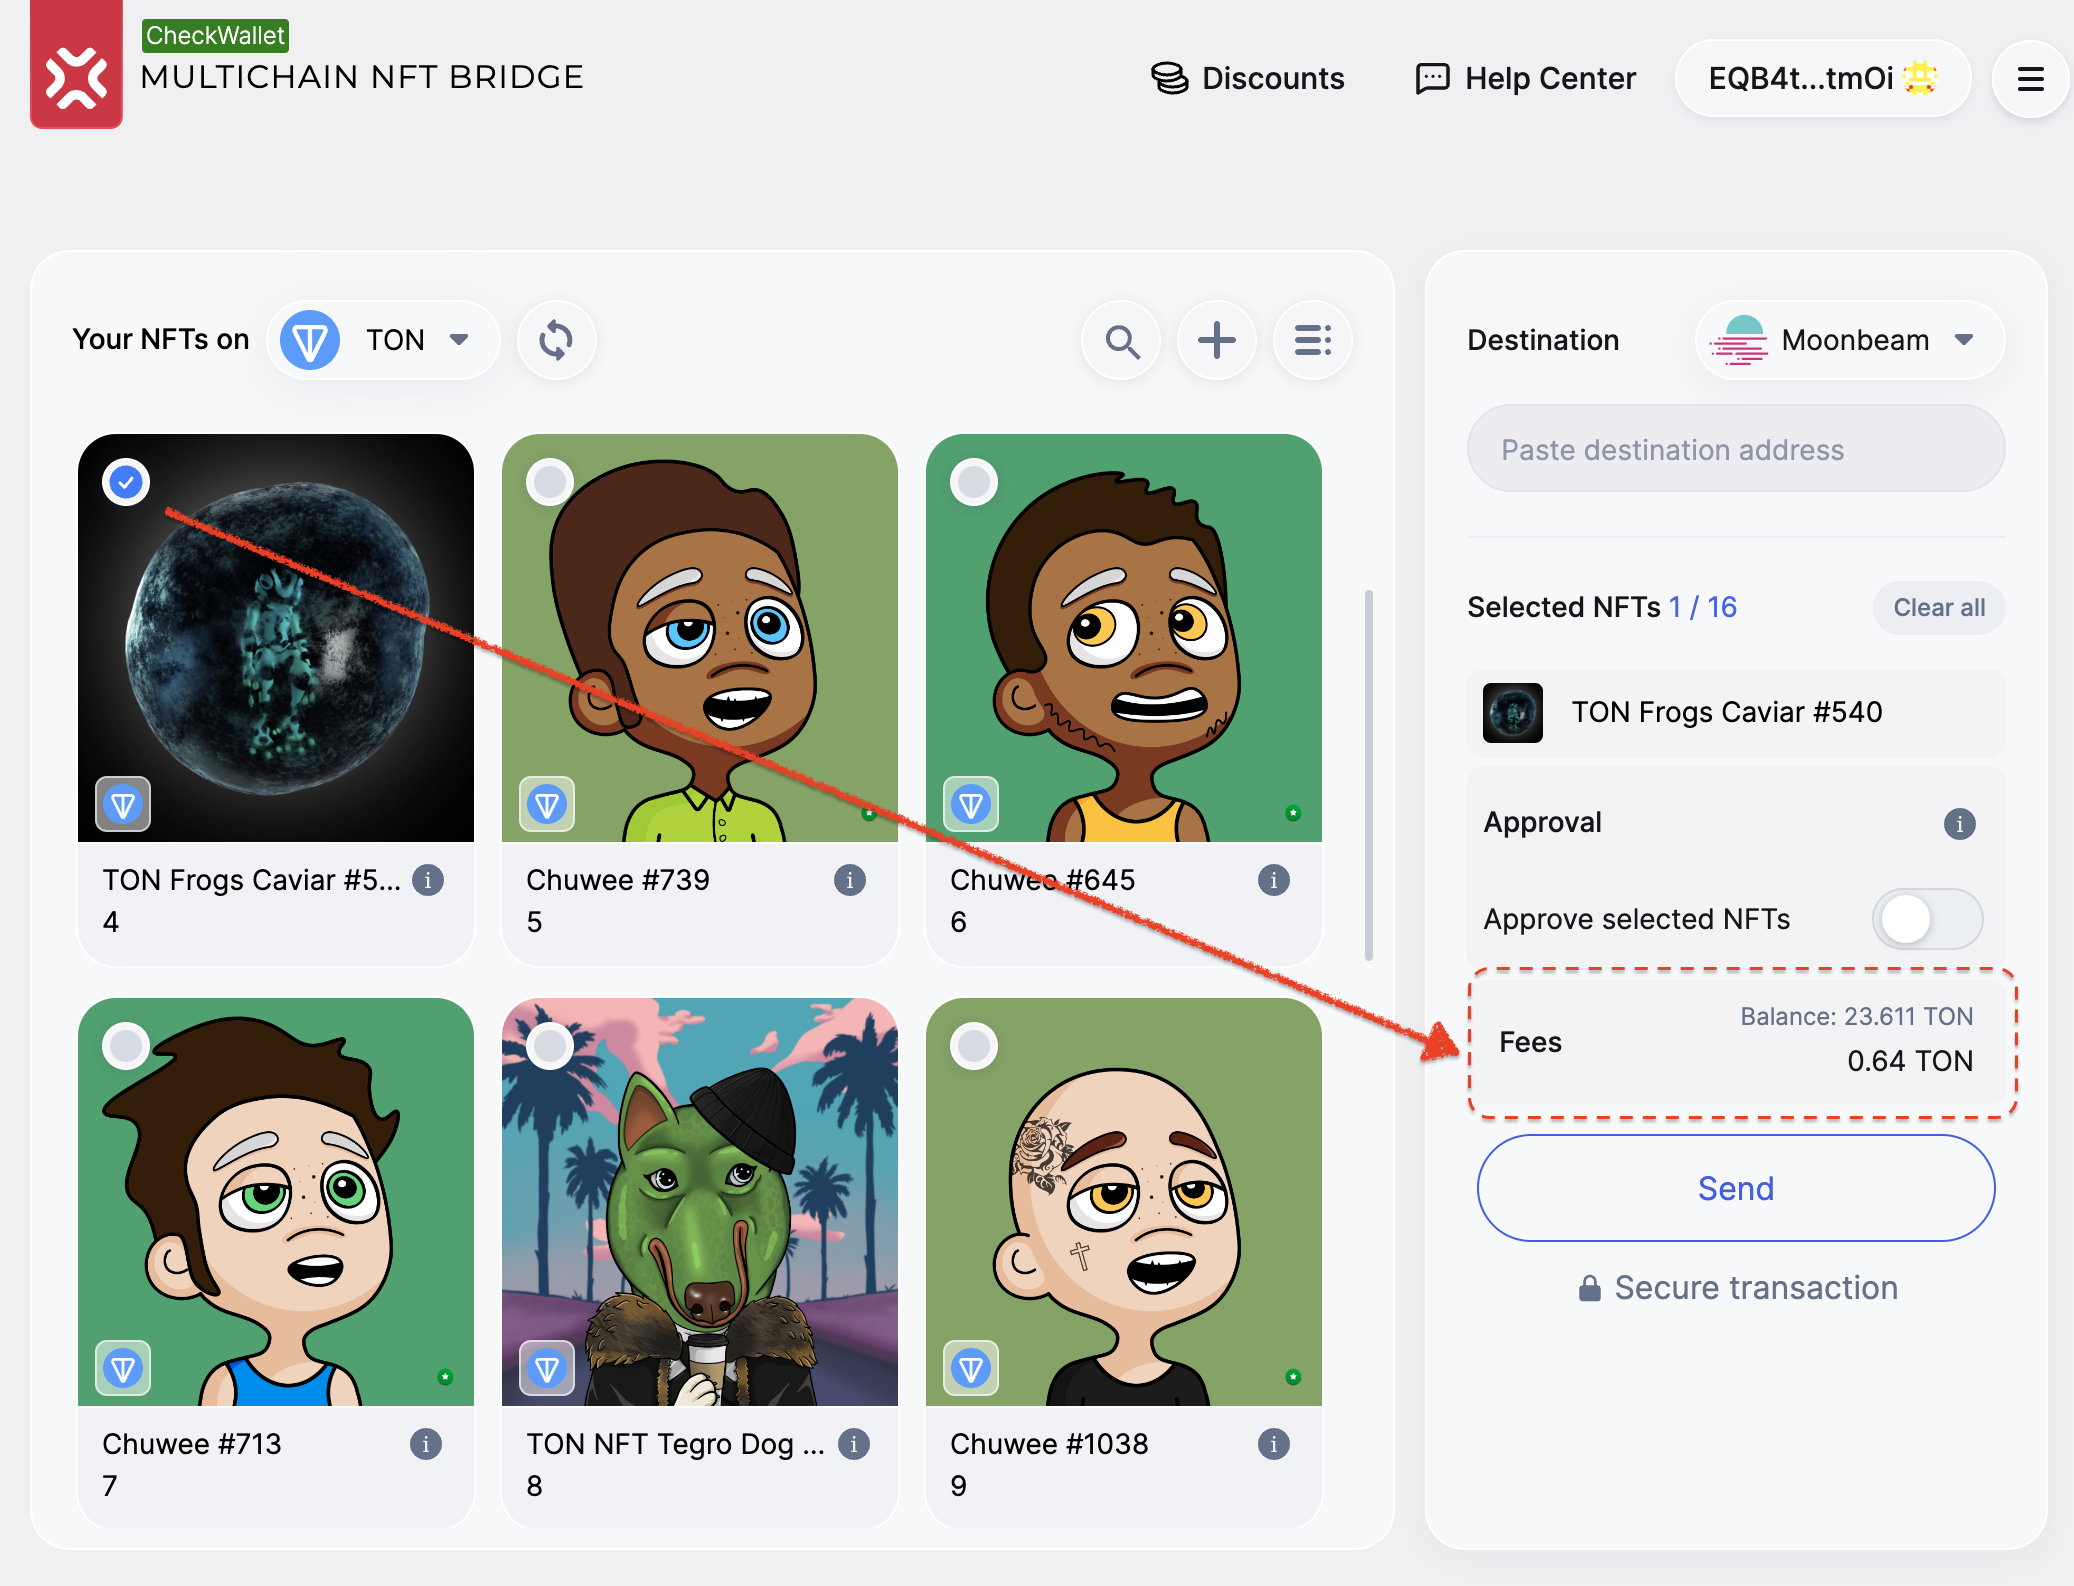 CheckWallet
MULTICHAIN NFT BRIDGE
Discounts
Help Center
EQB4t...tmOi
Your NFTs on
TON
Destination
Moonbeam
Paste destination address
Selected NFTs 1 / 16
Clear all
TON Frogs Caviar #540
Approval
Approve selected NFTs
Fees
Balance: 23.611 TON
0.64 TON
Send
Secure transaction
TON Frogs Caviar #5...
4
Chuwee #739
5
Chuwee #645
6
Chuwee #713
7
TON NFT Tegro Dog ...
8
Chuwee #1038
9